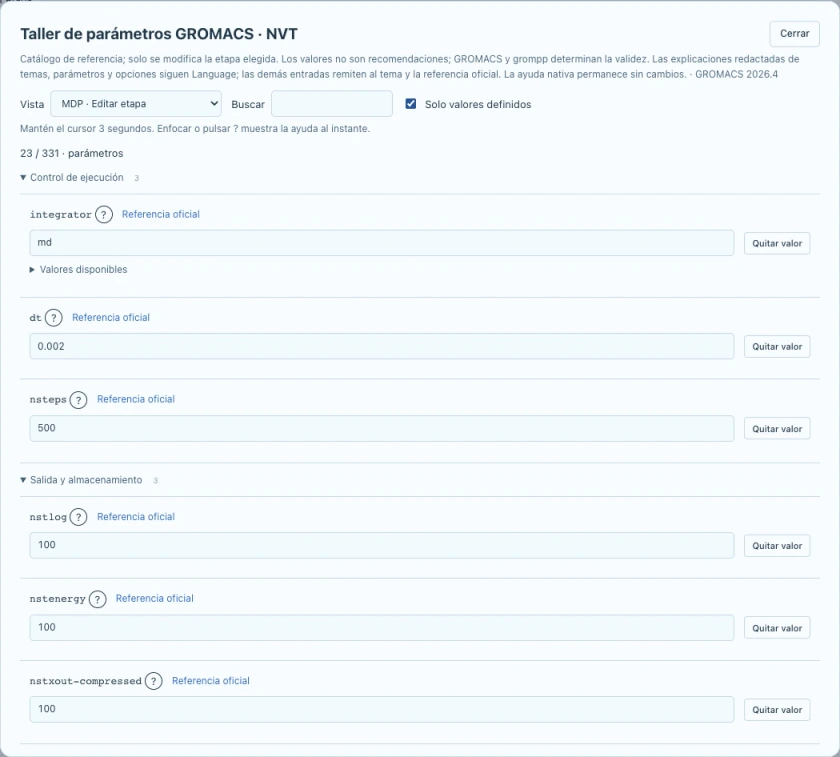 Taller de parámetros GROMACS · NVT
Cerrar
Catálogo de referencia; solo se modifica la etapa elegida. Los valores no son recomendaciones; GROMACS y grompp determinan la validez. Las explicaciones redactadas de
temas, parámetros y opciones siguen Language; las demás entradas remiten al tema y la referencia oficial. La ayuda nativa permanece sin cambios. · GROMACS 2026.4
Vista MDP · Editar etapa Buscar Solo valores definidos
Mantén el cursor 3 segundos. Enfocar o pulsar ? muestra la ayuda al instante.
23 / 331 · parámetros
▼ Control de ejecución 3
integrator ? Referencia oficial
md Quitar valor
▶ Valores disponibles
dt ? Referencia oficial
0.002 Quitar valor
nsteps ? Referencia oficial
500 Quitar valor
▼ Salida y almacenamiento 3
nstlog ? Referencia oficial
100 Quitar valor
nstenergy ? Referencia oficial
100 Quitar valor
nstxout-compressed ? Referencia oficial
100 Quitar valor